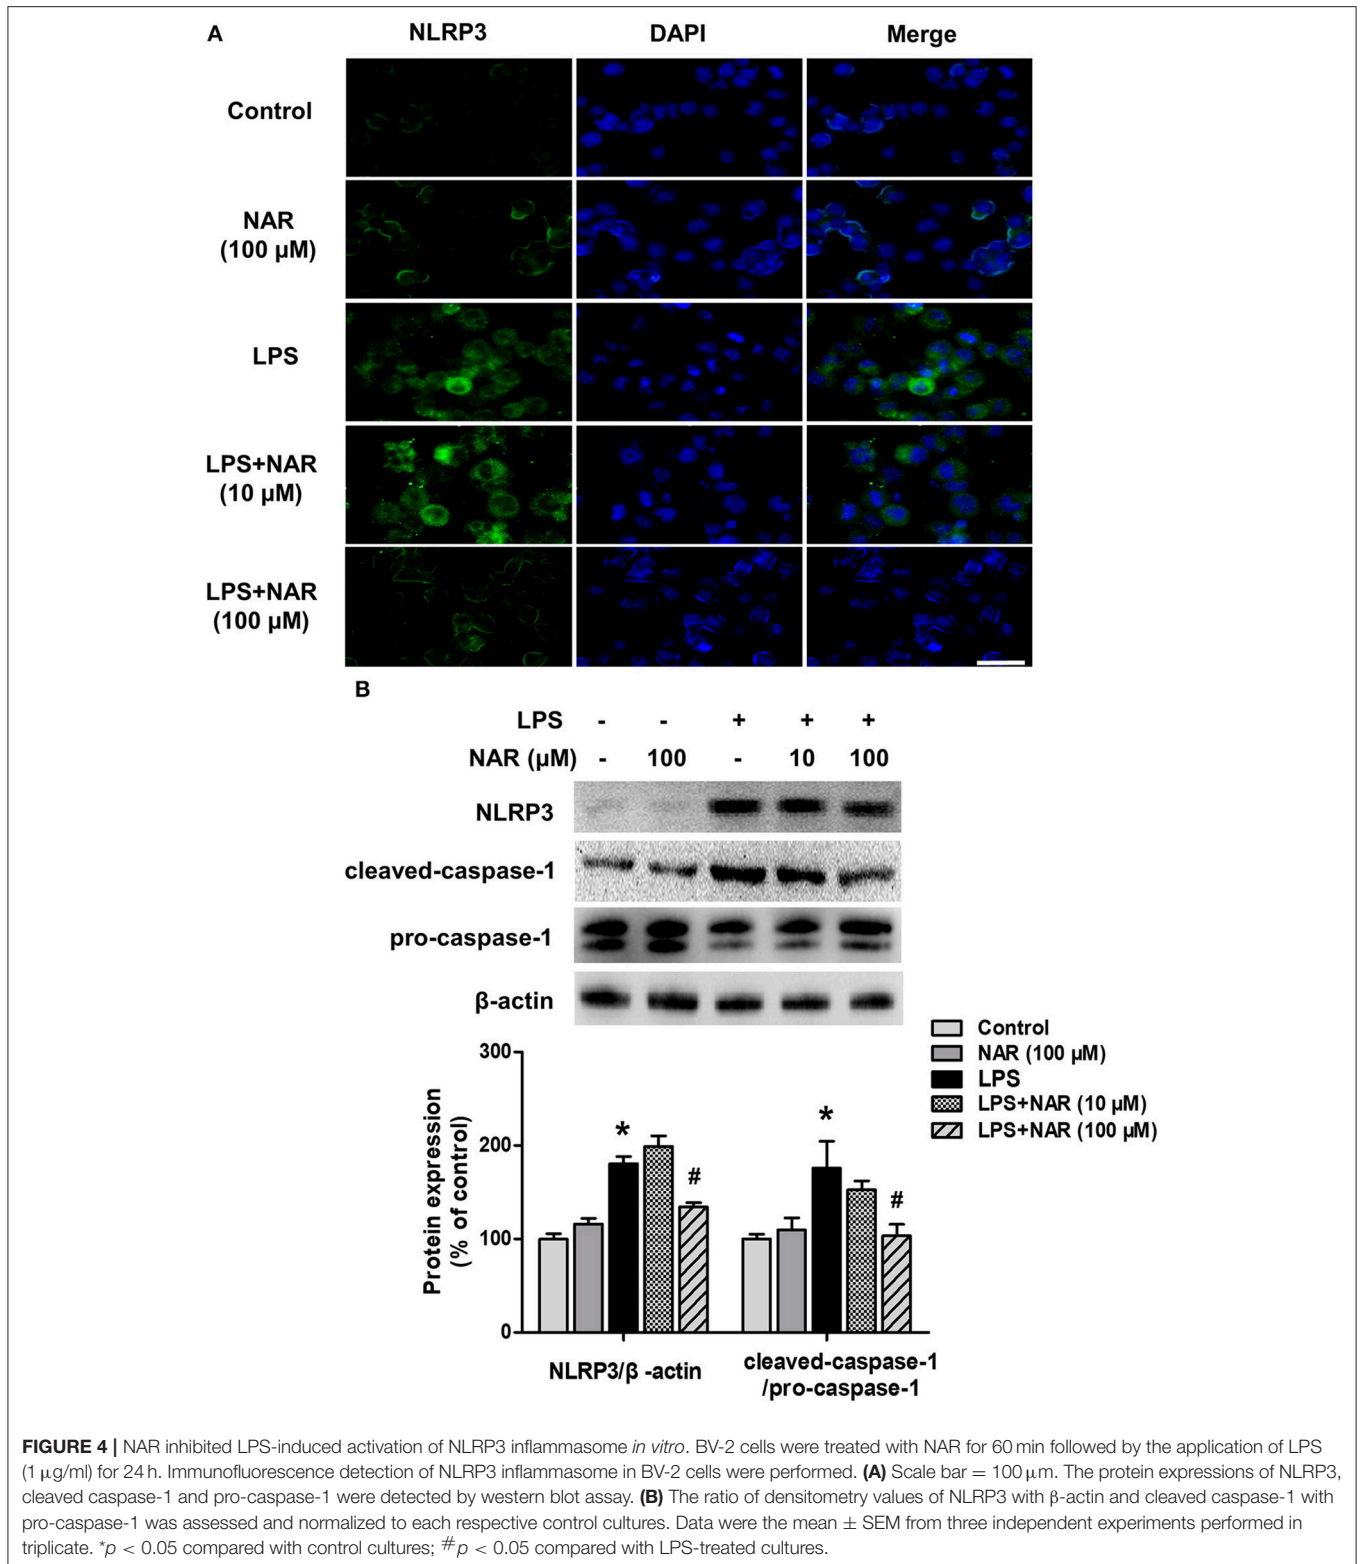 A
NLRP3 DAPI Merge
Control
NAR
(100 µM)
LPS
LPS+NAR
(10 µM)
LPS+NAR
(100 µM)
B
LPS - - + + +
NAR (µM) - 100 - 10 100
NLRP3
cleaved-caspase-1
pro-caspase-1
β-actin
Control
NAR (100 µM)
LPS
LPS+NAR (10 µM)
LPS+NAR (100 µM)
Protein expression
(% of control)
300
200
100
0
* # * #
NLRP3/β -actin
cleaved-caspase-1
/pro-caspase-1
FIGURE 4 | NAR inhibited LPS-induced activation of NLRP3 inflammasome in vitro. BV-2 cells were treated with NAR for 60 min followed by the application of LPS
(1 µg/ml) for 24 h. Immunofluorescence detection of NLRP3 inflammasome in BV-2 cells were performed. (A) Scale bar = 100 µm. The protein expressions of NLRP3,
cleaved caspase-1 and pro-caspase-1 were detected by western blot assay. (B) The ratio of densitometry values of NLRP3 with β-actin and cleaved caspase-1 with
pro-caspase-1 was assessed and normalized to each respective control cultures. Data were the mean ± SEM from three independent experiments performed in
triplicate. *p < 0.05 compared with control cultures; #p < 0.05 compared with LPS-treated cultures.